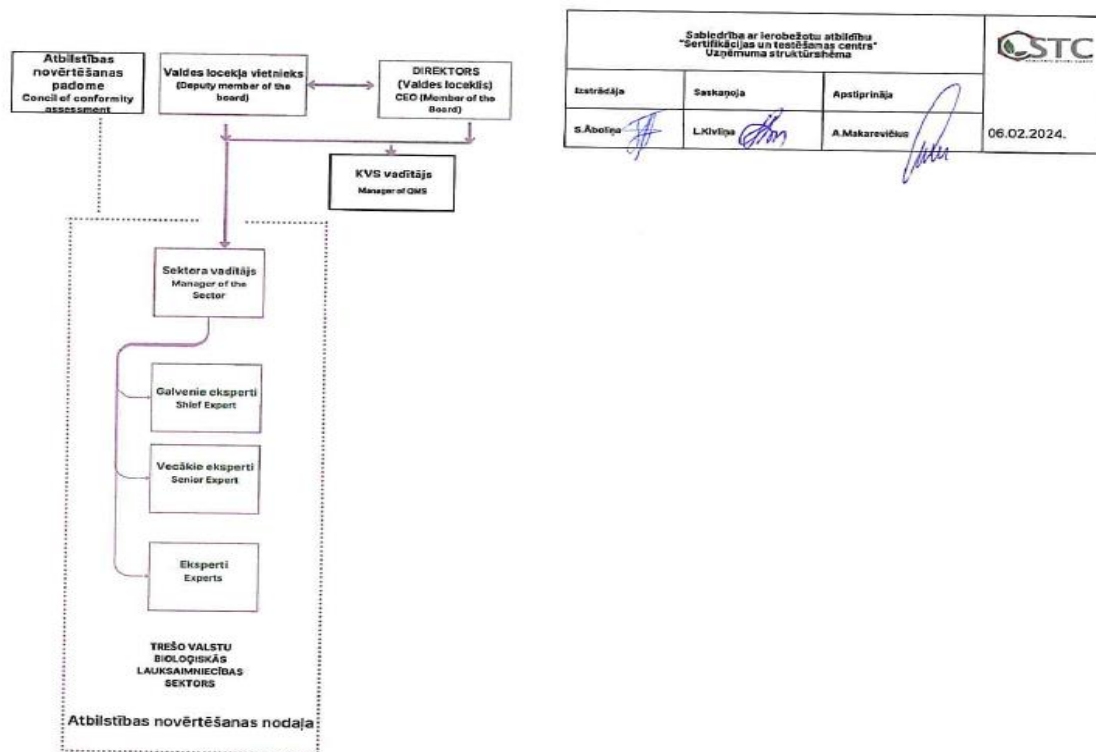 Atbilstības
novērtēšanas
padome
Concil of conformity
assessment
Valdes locekļa vietnieks
(Deputy member of the
board)
DIREKTORS
(Valdes loceklis)
CEO (Member of the
Board)
KVS vadītājs
Manager of QMS
Sektora vadītājs
Manager of the
Sector
Galvenie eksperti
Shief Expert
Vecākie eksperti
Senior Expert
Eksperti
Experts
TREŠO VALSTU
BIOLOĢISKĀS
LAUKSAIMNIECĪBAS
SEKTORS
Atbilstības novērtēšanas nodaļa
Sabiedrība ar ierobežotu atbildību
"Sertifikācijas un testēšanas centrs"
Uzņēmuma struktūrshēma
STC
Izstrādāja
Saskaņoja
Apstiprināja
S.Āboliņa
L.Kivliņa
A.Makarevičius
06.02.2024.